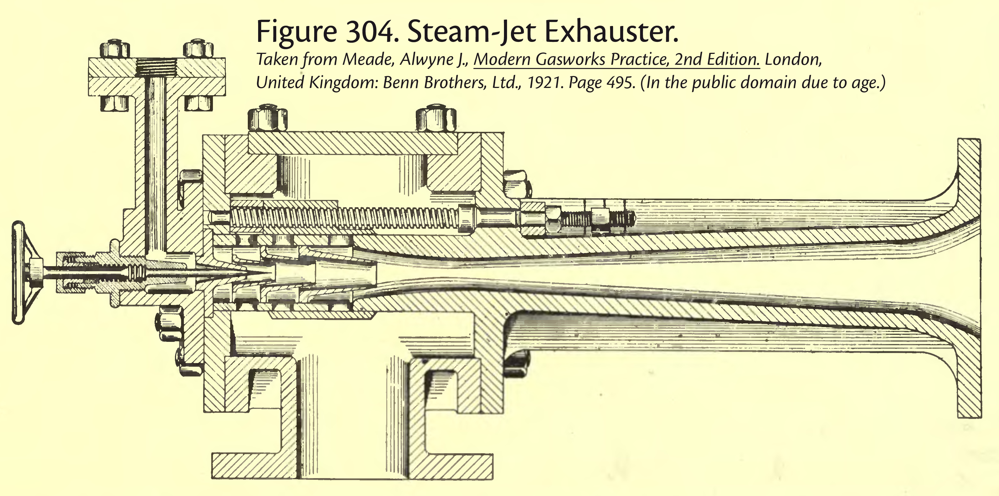 Figure 304. Steam-Jet Exhauster.
Taken from Meade, Alwyne J., Modern Gasworks Practice, 2nd Edition. London,
United Kingdom: Benn Brothers, Ltd., 1921. Page 495. (In the public domain due to age.)